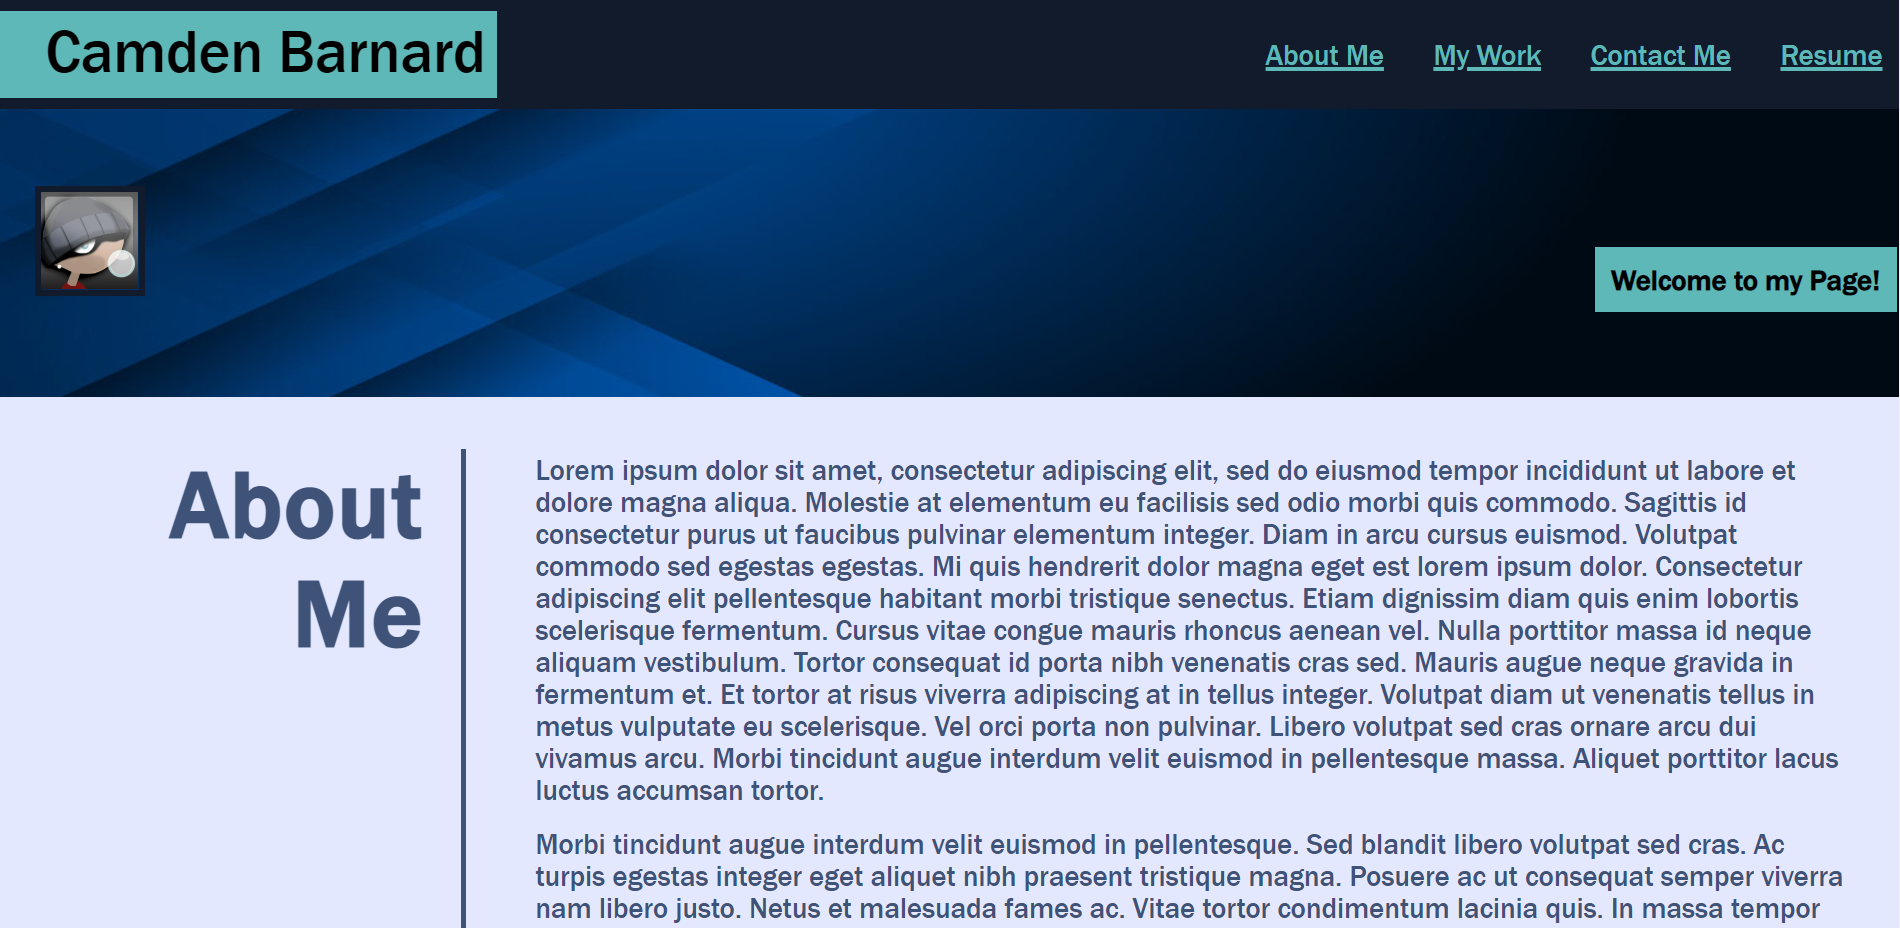 Camden Barnard
About Me
My Work
Contact Me
Resume
Welcome to my Page!
About
Me
Lorem ipsum dolor sit amet, consectetur adipiscing elit, sed do eiusmod tempor incididunt ut labore et
dolore magna aliqua. Molestie at elementum eu facilisis sed odio morbi quis commodo. Sagittis id
consectetur purus ut faucibus pulvinar elementum integer. Diam in arcu cursus euismod. Volutpat
commodo sed egestas egestas. Mi quis hendrerit dolor magna eget est lorem ipsum dolor. Consectetur
adipiscing elit pellentesque habitant morbi tristique senectus. Etiam dignissim diam quis enim lobortis
scelerisque fermentum. Cursus vitae congue mauris rhoncus aenean vel. Nulla porttitor massa id neque
aliquam vestibulum. Tortor consequat id porta nibh venenatis cras sed. Mauris augue neque gravida in
fermentum et. Et tortor at risus viverra adipiscing at in tellus integer. Volutpat diam ut venenatis tellus in
metus vulputate eu scelerisque. Vel orci porta non pulvinar. Libero volutpat sed cras ornare arcu dui
vivamus arcu. Morbi tincidunt augue interdum velit euismod in pellentesque massa. Aliquet porttitor lacus
luctus accumsan tortor.
Morbi tincidunt augue interdum velit euismod in pellentesque. Sed blandit libero volutpat sed cras. Ac
turpis egestas integer eget aliquet nibh praesent tristique magna. Posuere ac ut consequat semper viverra
nam libero justo. Netus et malesuada fames ac. Vitae tortor condimentum lacinia quis. In massa tempor